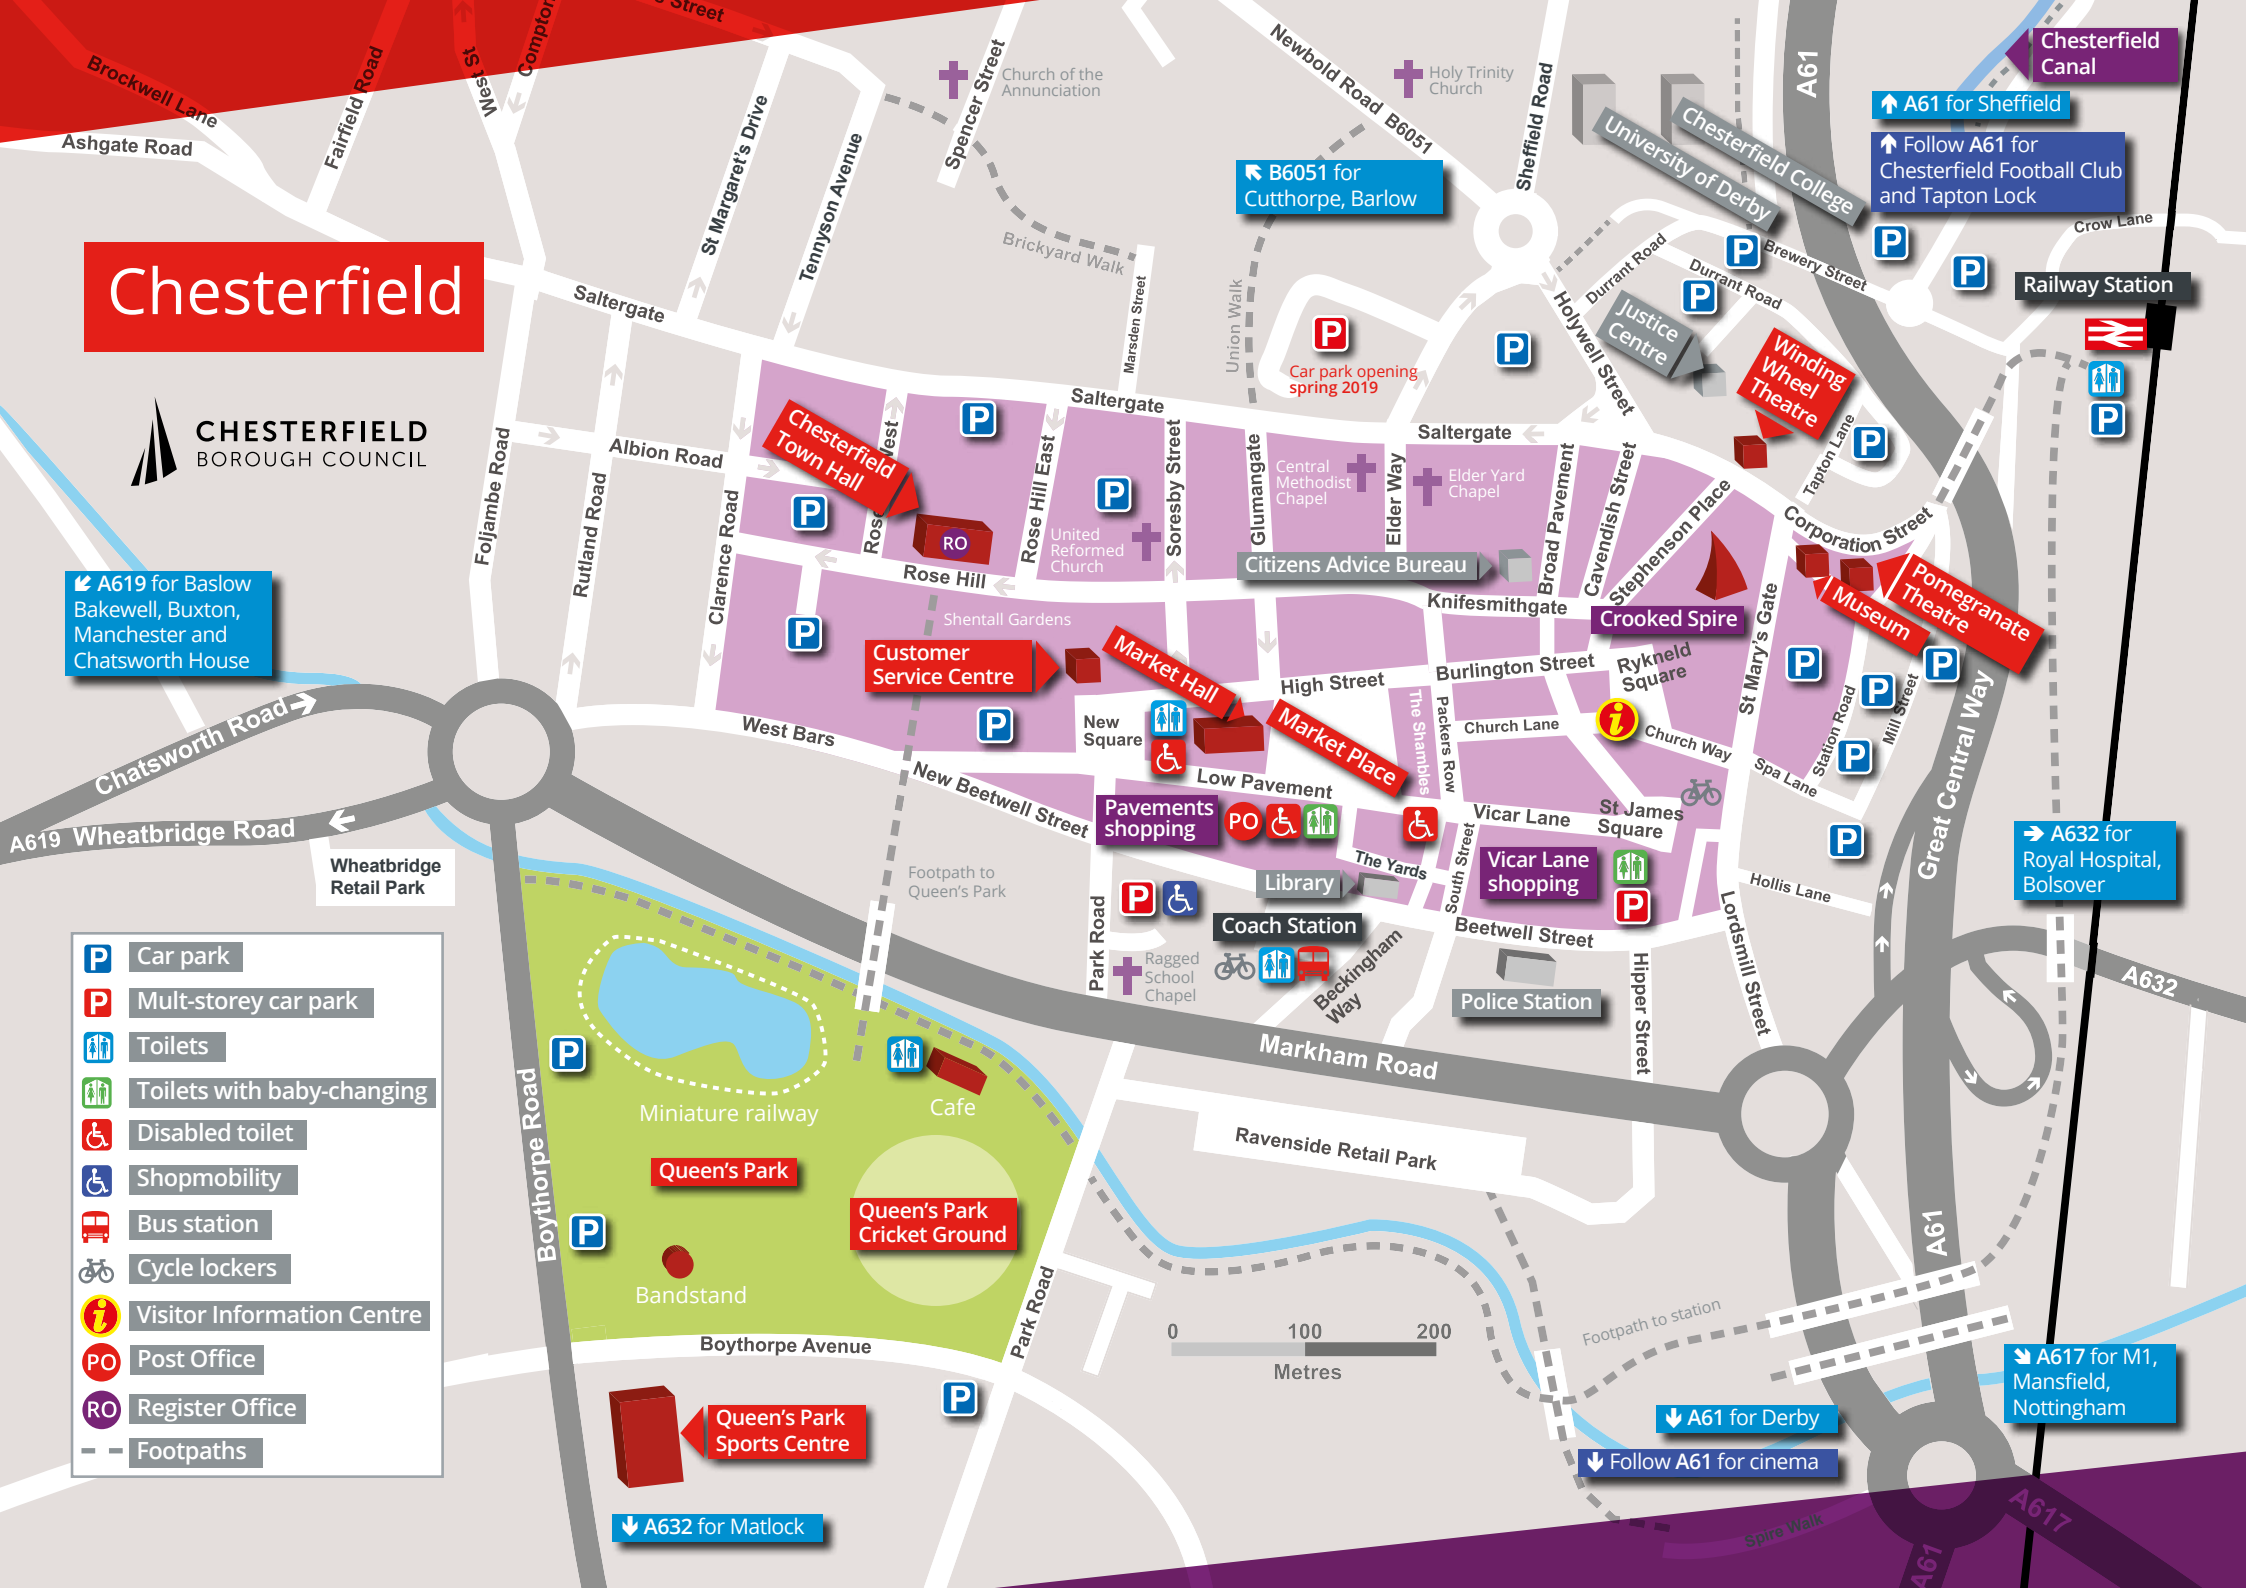 Street
Compton
West St
Brockwell Lane
Fairfield Road
Ashgate Road
Spencer Street
Church of the
Annunciation
Newbold Road B6051
Holy Trinity
Church
Sheffield Road
A61
Chesterfield
Canal
A61 for Sheffield
Follow A61 for
Chesterfield Football Club
and Tapton Lock
University of Derby
Chesterfield College
St Margaret's Drive
Tennyson Avenue
B6051 for
Cutthorpe, Barlow
Crow Lane
Brickyard Walk
Durrant Road
Brewery Street
Durrant Road
Railway Station
Chesterfield
CHESTERFIELD
BOROUGH COUNCIL
Saltergate
Marsden Street
Union Walk
P
Car park opening
spring 2019
P
Holywell Street
Justice
Centre
Winding
Wheel
Theatre
P
P
P
P
P
P
Tapton Lane
Saltergate
Saltergate
Foljambe Road
Albion Road
Rutland Road
Clarence Road
Chesterfield
Town Hall
West
Rose
P
P
P
RO
Rose Hill East
United
Reformed
Church
Soresby Street
Glumangate
Central
Methodist
Chapel
Elder Way
Elder Yard
Chapel
Broad Pavement
Cavendish Street
Stephenson Place
Corporation Street
Citizens Advice Bureau
Knifesmithgate
Crooked Spire
St Mary's Gate
Museum
Pomegranate
Theatre
Rose Hill
Shentall Gardens
P
Customer
Service Centre
Market Hall
High Street
Burlington Street
Rykneld
Square
P
P
P
P
Station Road
Mill Street
Great Central Way
A619 for Baslow
Bakewell, Buxton,
Manchester and
Chatsworth House
West Bars
P
New
Square
Market Place
The Shambles
Packers Row
Church Lane
i
Church Way
Spa Lane
Chatsworth Road
A619 Wheatbridge Road
Wheatbridge
Retail Park
New Beetwell Street
Low Pavement
Pavements
shopping
PO
Vicar Lane
St James
Square
P
Footpath to
Queen's Park
The Yards
Library
South Street
Vicar Lane
shopping
P
Hollis Lane
Lordsmill Street
A632 for
Royal Hospital,
Bolsover
Park Road
P
Coach Station
Beetwell Street
Ragged
School
Chapel
Beckingham
Way
Police Station
Hipper Street
A632
P Car park
P Mult-storey car park
Toilets
Toilets with baby-changing
Disabled toilet
Shopmobility
Bus station
Cycle lockers
i Visitor Information Centre
PO Post Office
RO Register Office
Footpaths
Boythorpe Road
P
Miniature railway
Cafe
Markham Road
Queen's Park
Queen's Park
Cricket Ground
P
Bandstand
Ravenside Retail Park
Boythorpe Avenue
Park Road
0 100 200
Metres
Footpath to station
A61
P
Queen's Park
Sports Centre
A632 for Matlock
A61 for Derby
Follow A61 for cinema
A617 for M1,
Mansfield,
Nottingham
Spire Walk
A61
A617